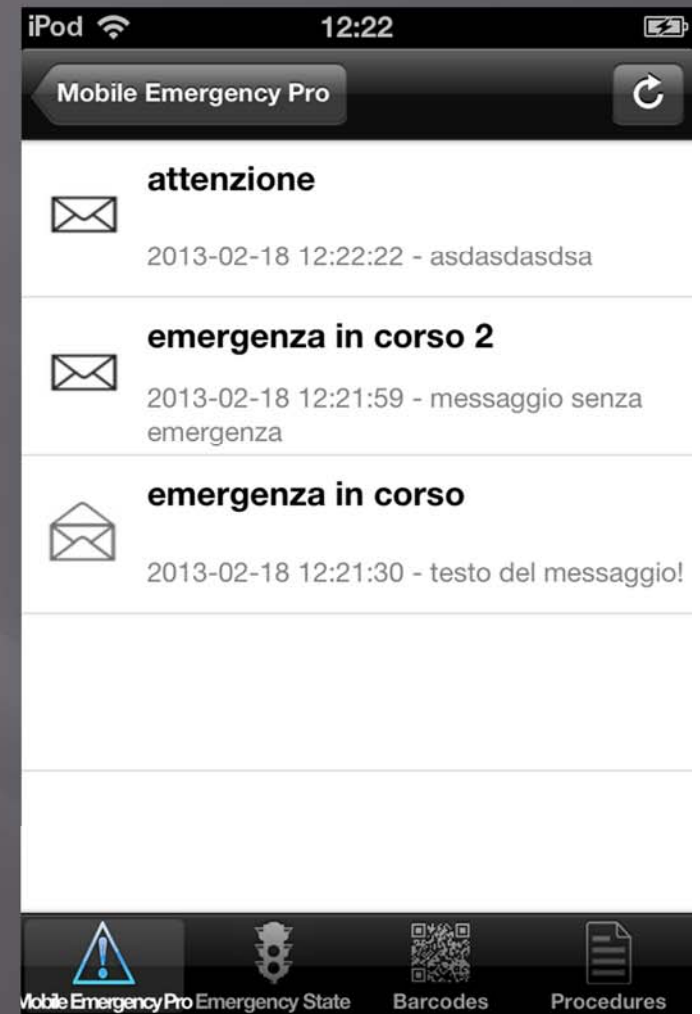 iPod 12:22
Mobile Emergency Pro
attenzione
2013-02-18 12:22:22 - asdasdasdsa
emergenza in corso 2
2013-02-18 12:21:59 - messaggio senza
emergenza
emergenza in corso
2013-02-18 12:21:30 - testo del messaggio!
Mobile Emergency Pro Emergency State Barcodes Procedures